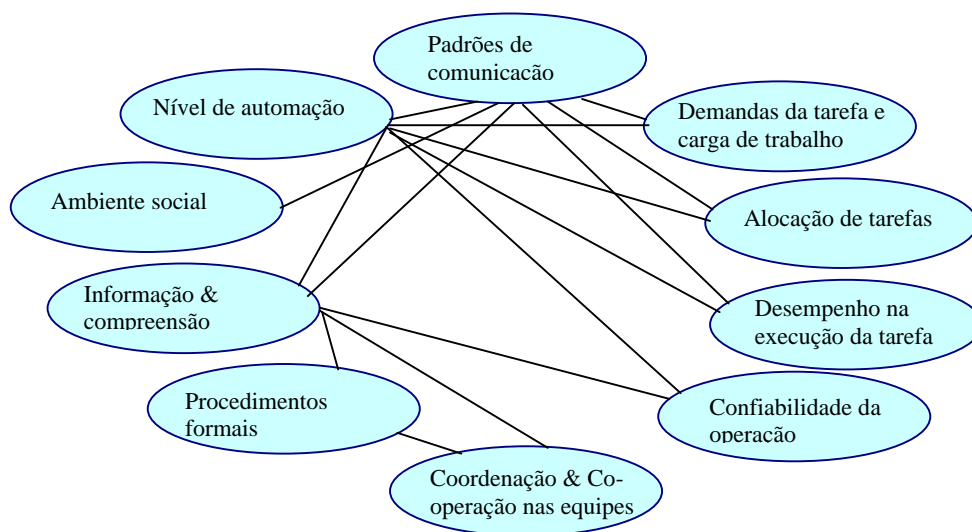 Padrões de
comunicacão
Nível de automação
Demandas da tarefa e
carga de trabalho
Ambiente social
Alocação de tarefas
Informação &
compreensão
Desempenho na
execução da tarefa
Procedimentos
formais
Confiabilidade da
operação
Coordenação & Co-
operação nas equipes